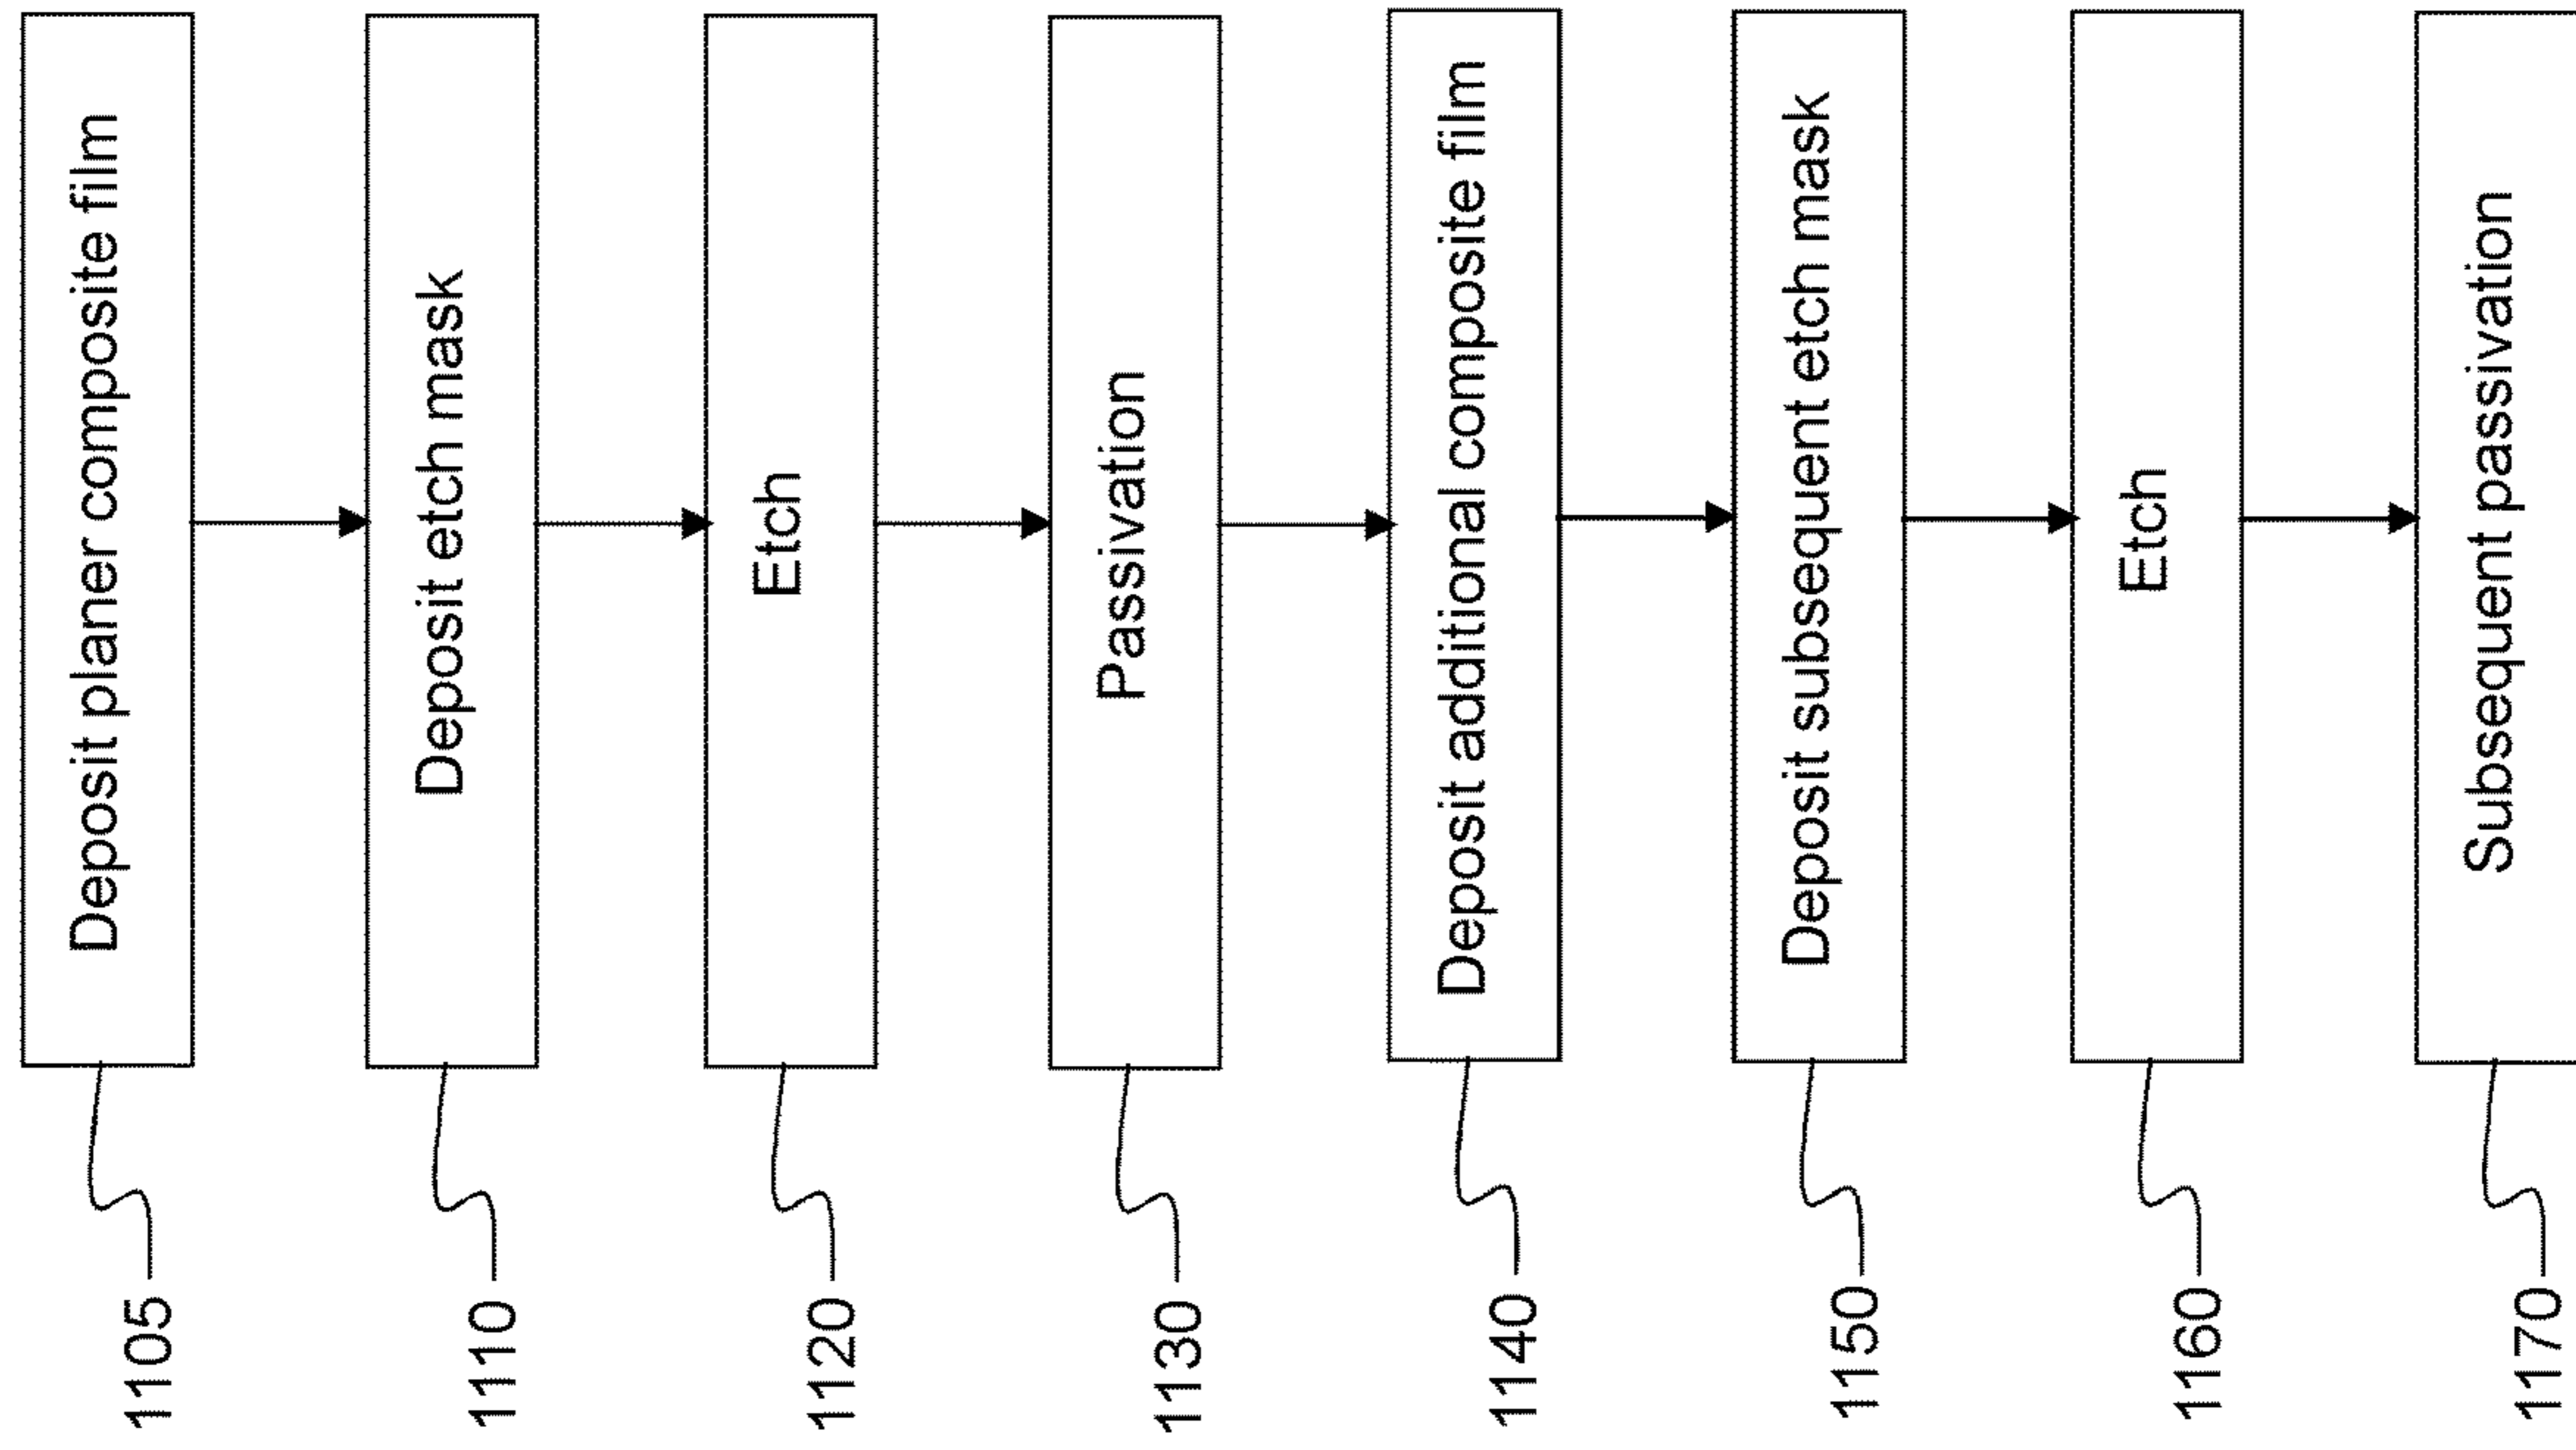 1105
Deposit planer composite film
1110
Deposit etch mask
1120
Etch
1130
Passivation
1140
Deposit additional composite film
1150
Deposit subsequent etch mask
1160
Etch
1170
Subsequent passivation